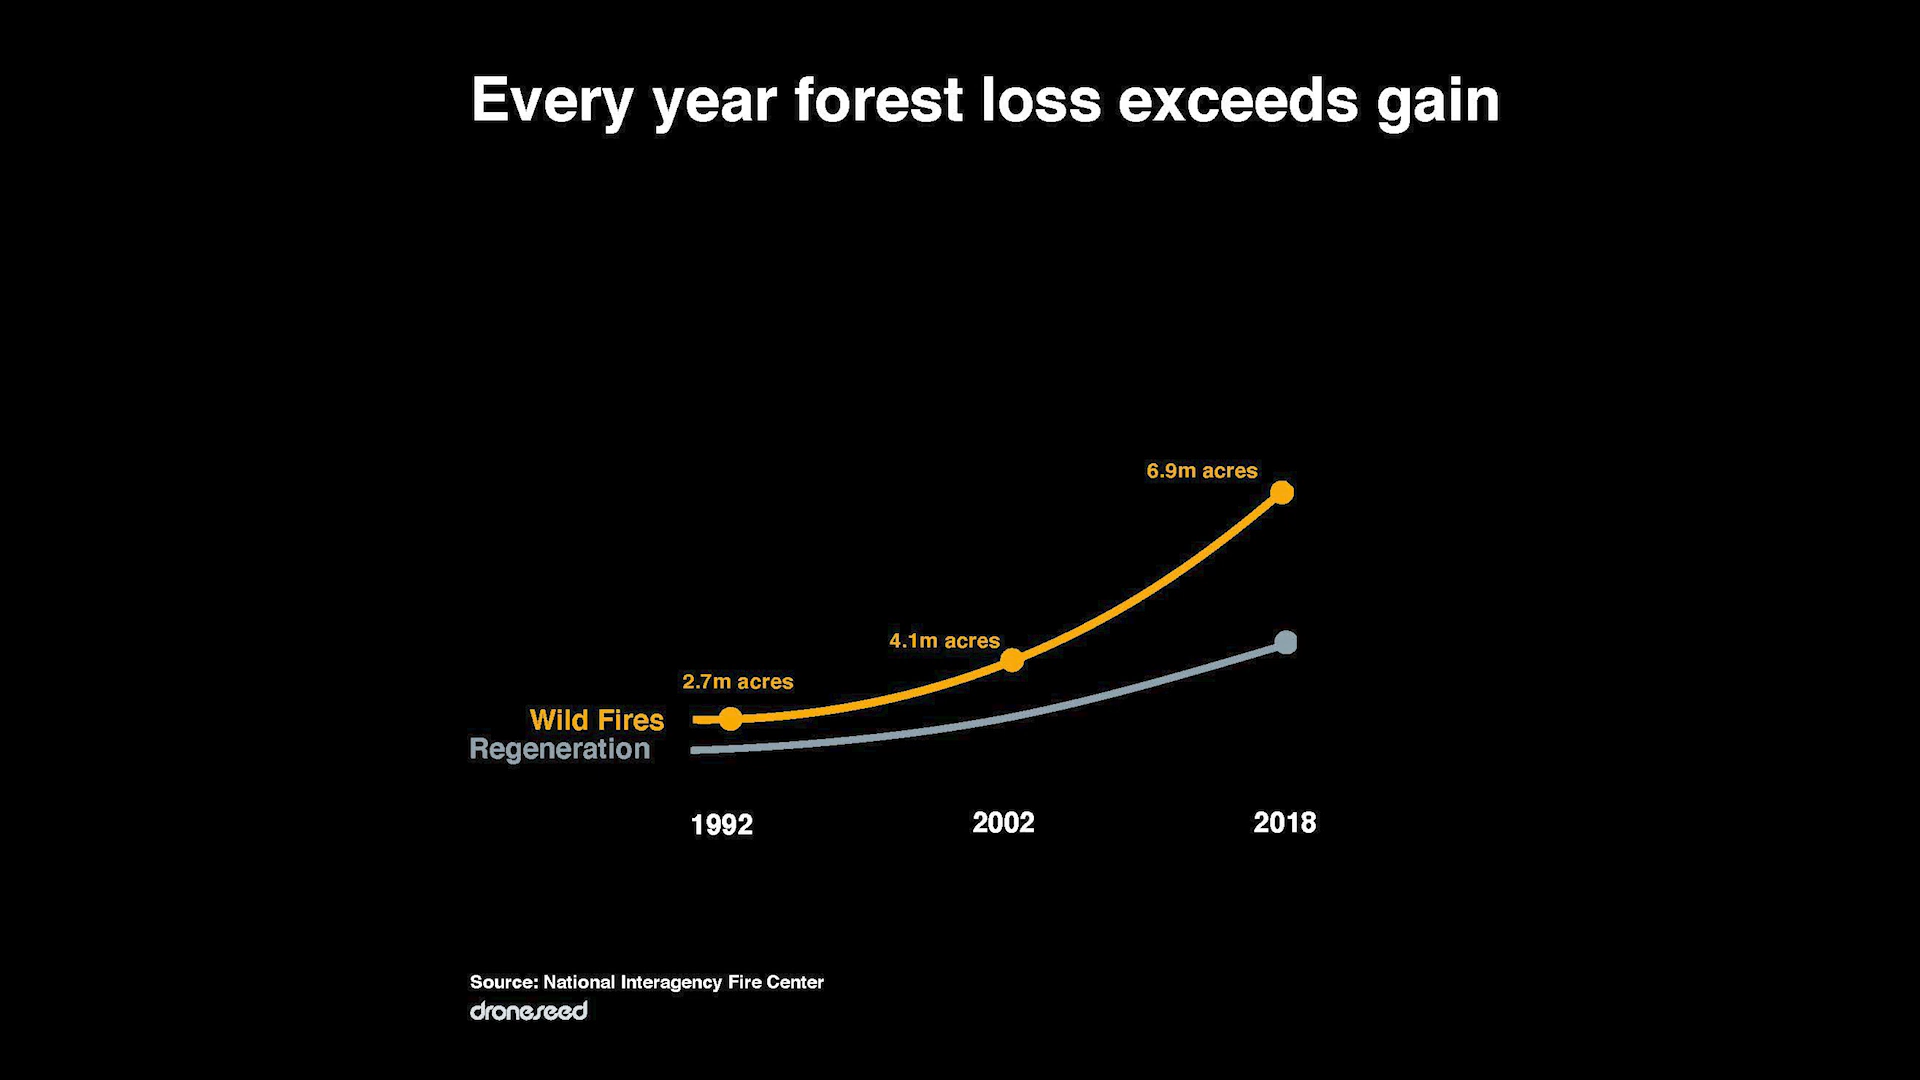 Every year forest loss exceeds gain
6.9m acres
4.1m acres
2.7m acres
Wild Fires
Regeneration
1992
2002
2018
Source: National Interagency Fire Center
droneseed